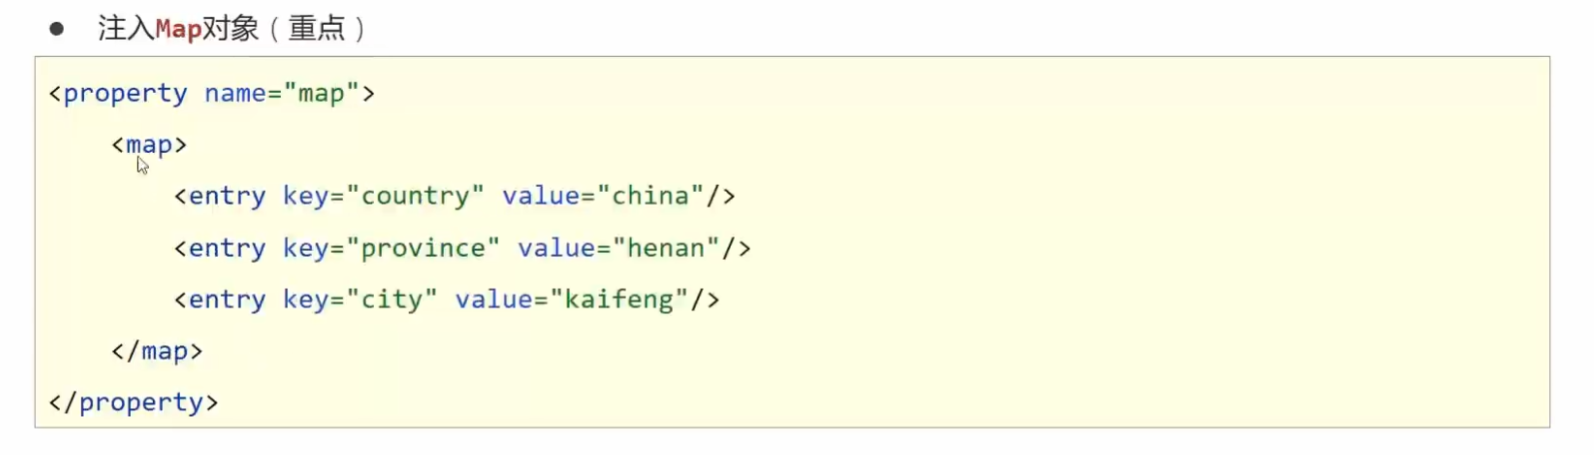 ● 注入Map对象（重点）
<property name="map">
    <map>
        <entry key="country" value="china"/>
        <entry key="province" value="henan"/>
        <entry key="city" value="kaifeng"/>
    </map>
</property>